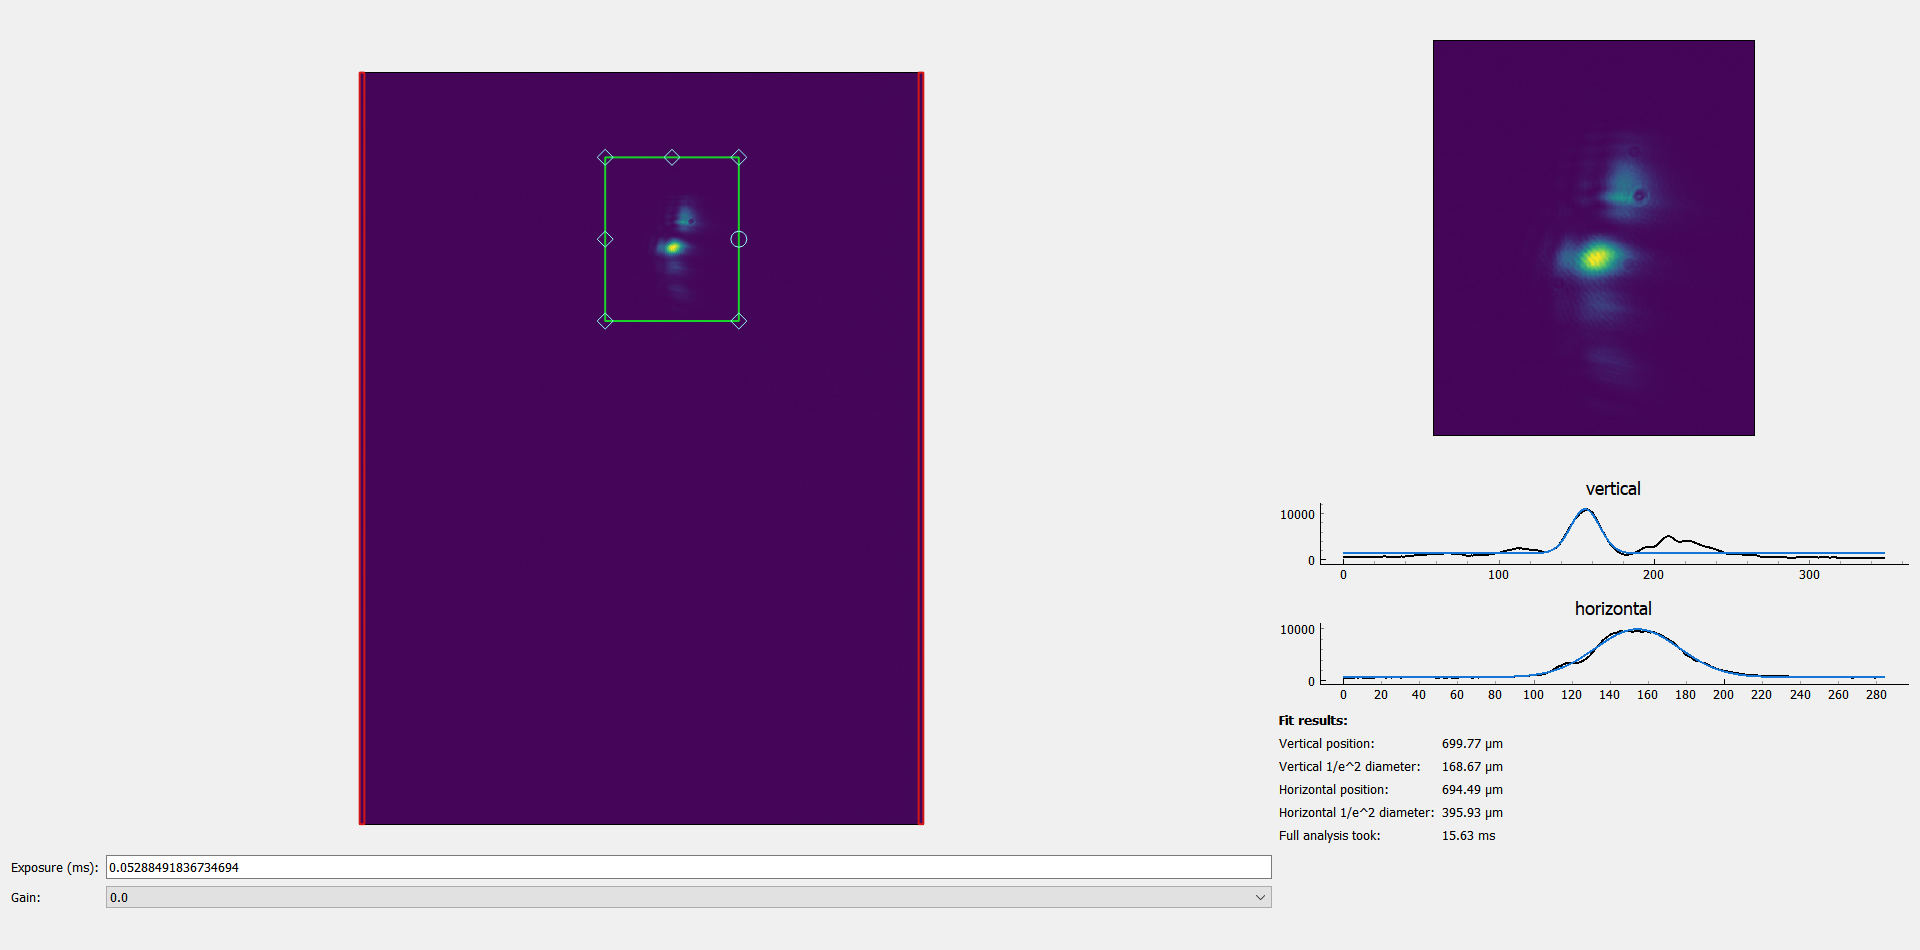 vertical
10000
0
0 100 200 300
horizontal
10000
0
0 20 40 60 80 100 120 140 160 180 200 220 240 260 280
Fit results:
Vertical position: 699.77 µm
Vertical 1/e^2 diameter: 168.67 µm
Horizontal position: 694.49 µm
Horizontal 1/e^2 diameter: 395.93 µm
Full analysis took: 15.63 ms
Exposure (ms): 0.05288491836734694
Gain: 0.0